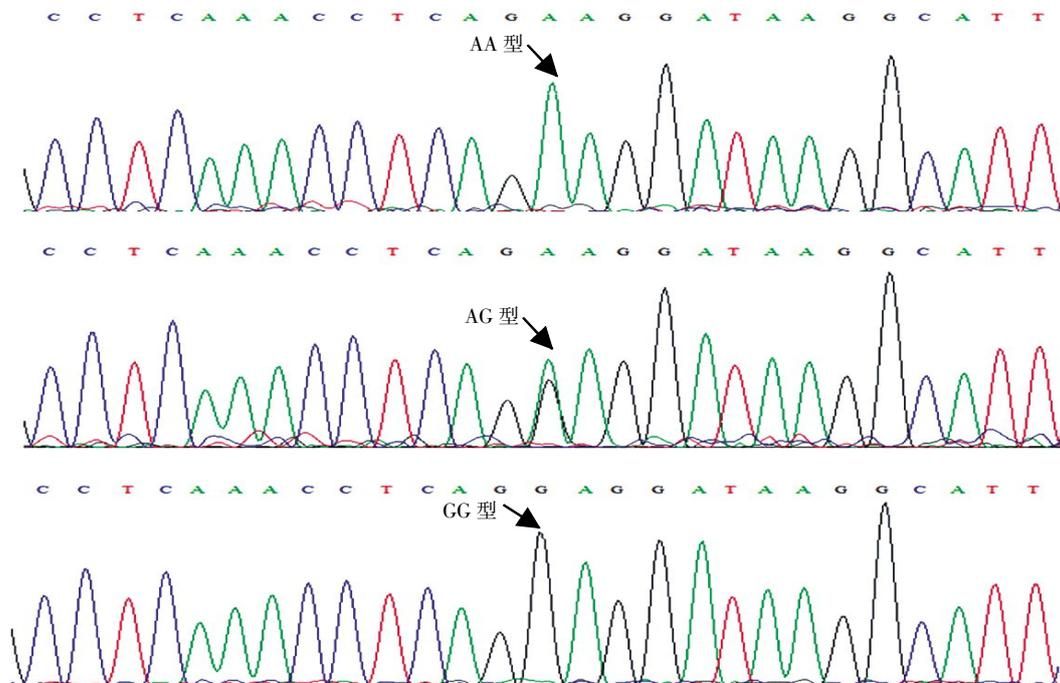 C C T C A A A C C T C A G A A G G A T A A G G C A T T
AA 型
C C T C A A A C C T C A G A A G G A T A A G G C A T T
AG 型
C C T C A A A C C T C A G G A G G A T A A G G C A T T
GG 型